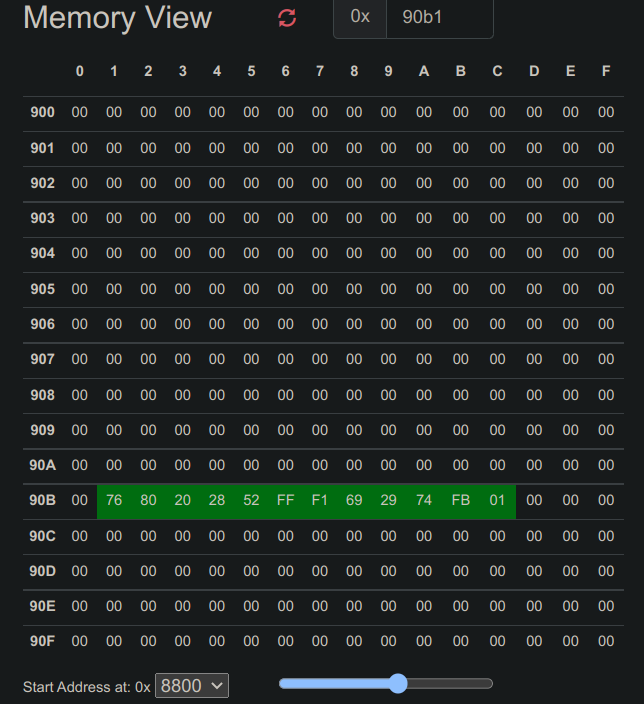 Memory View 0x 90b1
0 1 2 3 4 5 6 7 8 9 A B C D E F
900 00 00 00 00 00 00 00 00 00 00 00 00 00 00 00 00
901 00 00 00 00 00 00 00 00 00 00 00 00 00 00 00 00
902 00 00 00 00 00 00 00 00 00 00 00 00 00 00 00 00
903 00 00 00 00 00 00 00 00 00 00 00 00 00 00 00 00
904 00 00 00 00 00 00 00 00 00 00 00 00 00 00 00 00
905 00 00 00 00 00 00 00 00 00 00 00 00 00 00 00 00
906 00 00 00 00 00 00 00 00 00 00 00 00 00 00 00 00
907 00 00 00 00 00 00 00 00 00 00 00 00 00 00 00 00
908 00 00 00 00 00 00 00 00 00 00 00 00 00 00 00 00
909 00 00 00 00 00 00 00 00 00 00 00 00 00 00 00 00
90A 00 00 00 00 00 00 00 00 00 00 00 00 00 00 00 00
90B 00 76 80 20 28 52 FF F1 69 29 74 FB 01 00 00 00
90C 00 00 00 00 00 00 00 00 00 00 00 00 00 00 00 00
90D 00 00 00 00 00 00 00 00 00 00 00 00 00 00 00 00
90E 00 00 00 00 00 00 00 00 00 00 00 00 00 00 00 00
90F 00 00 00 00 00 00 00 00 00 00 00 00 00 00 00 00
Start Address at: 0x 8800